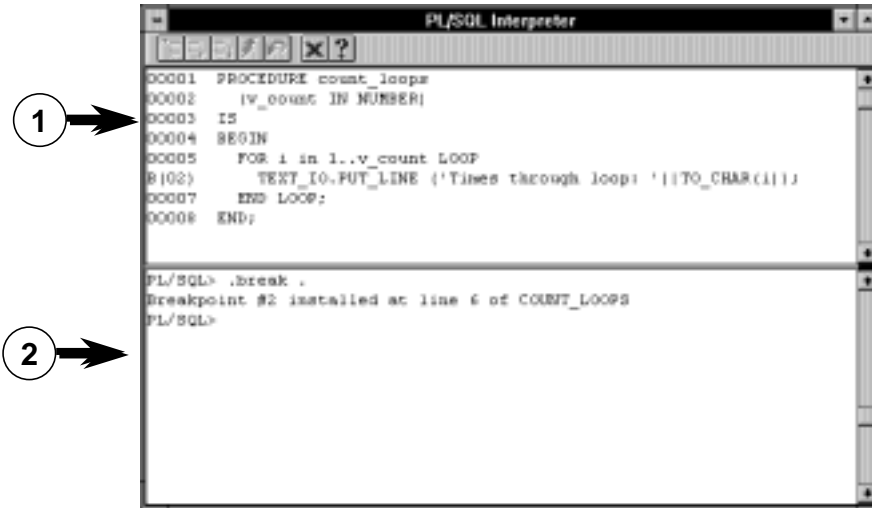 PL/SQL Interpreter
?
1
00001 PROCEDURE count_loops
00002 (v_count IN NUMBER)
00003 IS
00004 BEGIN
00005 FOR i in 1..v_count LOOP
B(02) TEXT_IO.PUT_LINE ('Times through loop: '||TO_CHAR(i));
00007 END LOOP;
00008 END;
PL/SQL> .break .
Breakpoint #2 installed at line 6 of COUNT_LOOPS
PL/SQL>
2